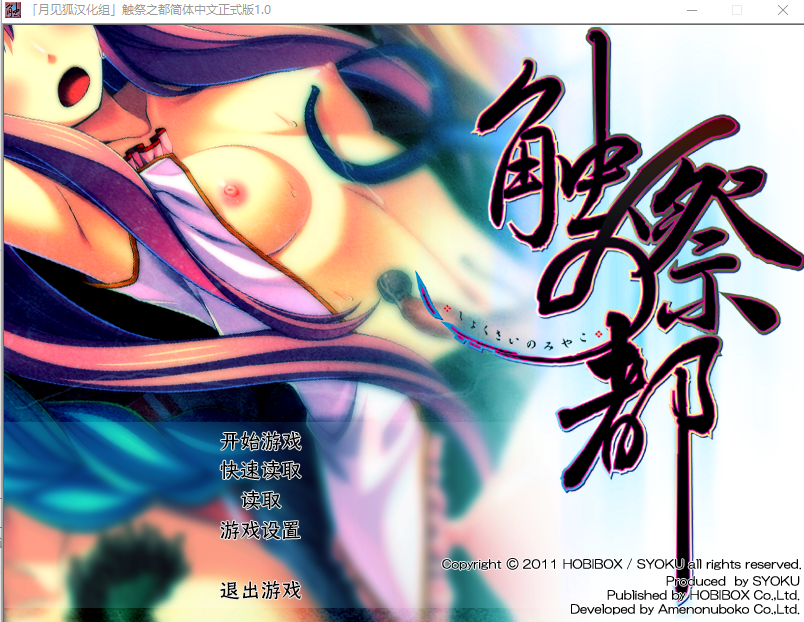 「月见狐汉化组」触祭之都简体中文正式版1.0
触祭の都
しょくさいのみやこ
开始游戏
快速读取
读取
游戏设置
退出游戏
Copyright © 2011 HOBIBOX / SYOKU all rights reserved.
Produced by SYOKU
Published by HOBIBOX Co.,Ltd.
Developed by Amenonuboko Co.,Ltd.